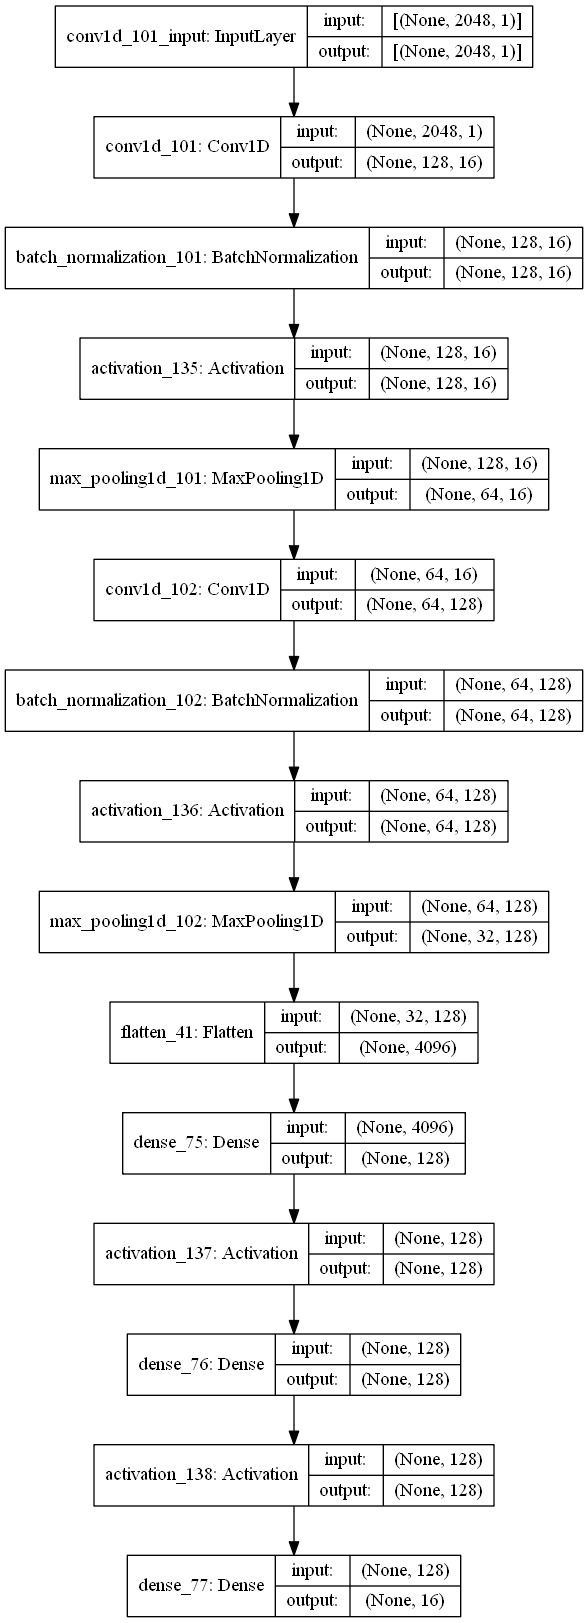 conv1d_101_input: InputLayer input: [(None, 2048, 1)]
output: [(None, 2048, 1)]
conv1d_101: Conv1D input: (None, 2048, 1)
output: (None, 128, 16)
batch_normalization_101: BatchNormalization input: (None, 128, 16)
output: (None, 128, 16)
activation_135: Activation input: (None, 128, 16)
output: (None, 128, 16)
max_pooling1d_101: MaxPooling1D input: (None, 128, 16)
output: (None, 64, 16)
conv1d_102: Conv1D input: (None, 64, 16)
output: (None, 64, 128)
batch_normalization_102: BatchNormalization input: (None, 64, 128)
output: (None, 64, 128)
activation_136: Activation input: (None, 64, 128)
output: (None, 64, 128)
max_pooling1d_102: MaxPooling1D input: (None, 64, 128)
output: (None, 32, 128)
flatten_41: Flatten input: (None, 32, 128)
output: (None, 4096)
dense_75: Dense input: (None, 4096)
output: (None, 128)
activation_137: Activation input: (None, 128)
output: (None, 128)
dense_76: Dense input: (None, 128)
output: (None, 128)
activation_138: Activation input: (None, 128)
output: (None, 128)
dense_77: Dense input: (None, 128)
output: (None, 16)